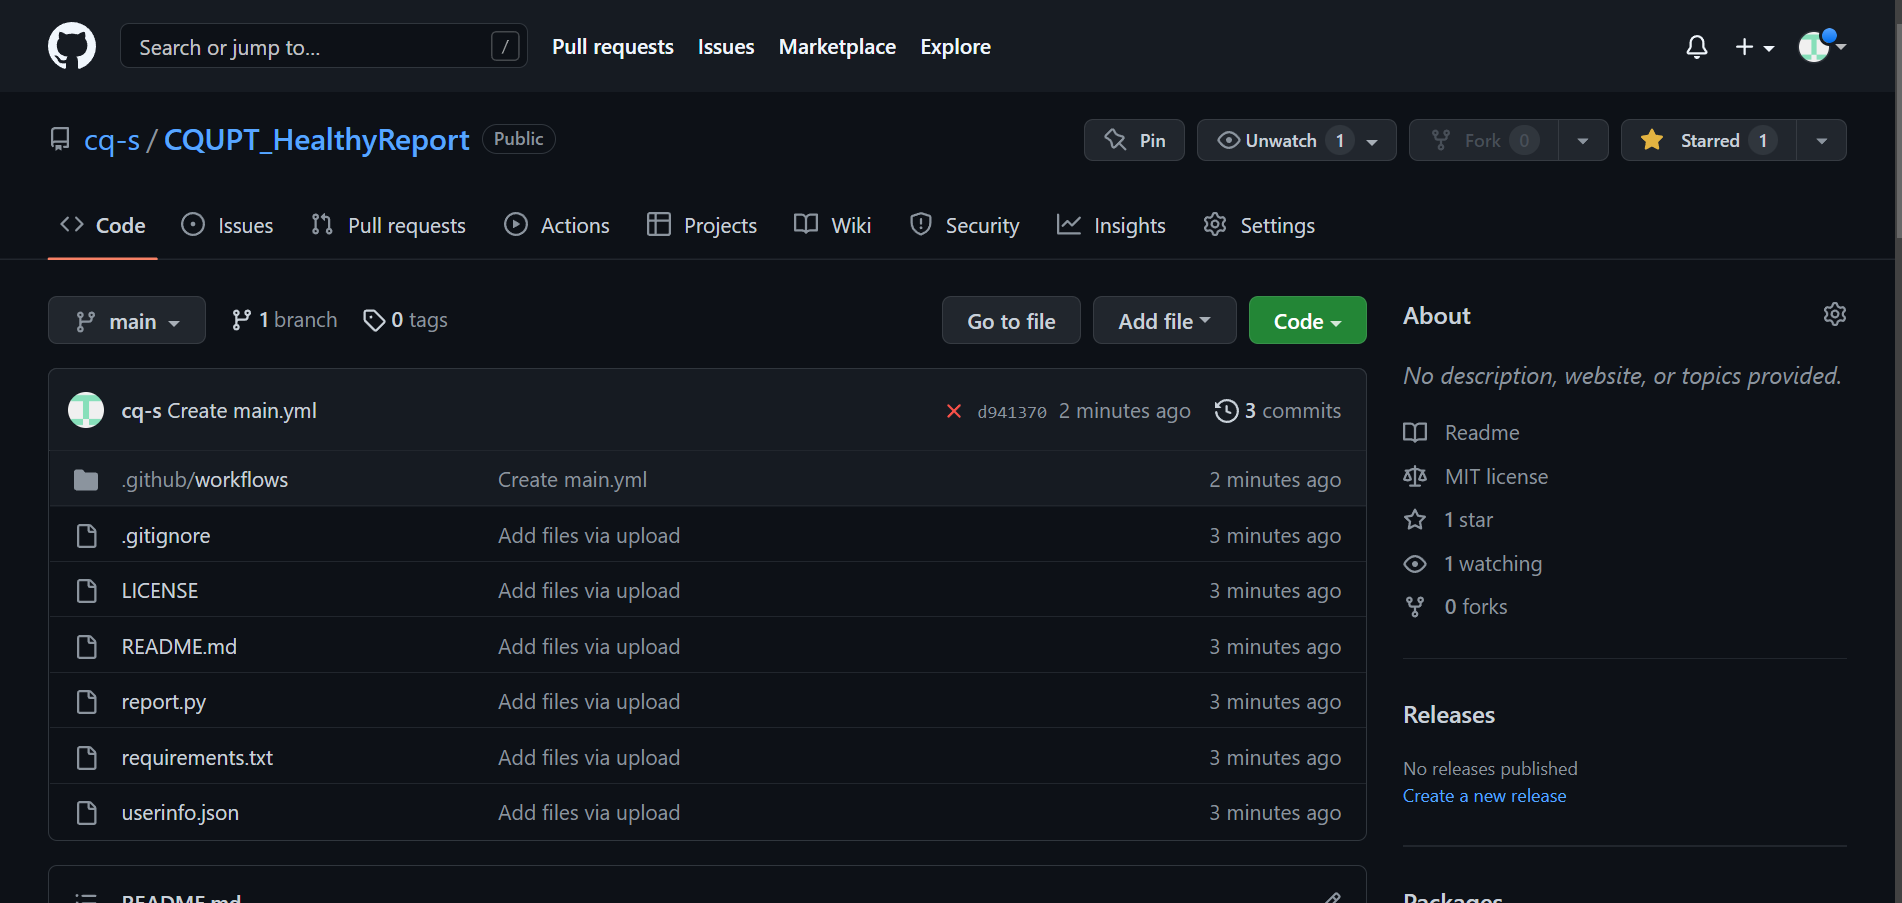 Search or jump to... /
Pull requests Issues Marketplace Explore
cq-s / CQUPT_HealthyReport Public
Pin Unwatch 1 Fork 0 Starred 1
Code Issues Pull requests Actions Projects Wiki Security Insights Settings
main 1 branch 0 tags
Go to file Add file Code
cq-s Create main.yml d941370 2 minutes ago 3 commits
.github/workflows Create main.yml 2 minutes ago
.gitignore Add files via upload 3 minutes ago
LICENSE Add files via upload 3 minutes ago
README.md Add files via upload 3 minutes ago
report.py Add files via upload 3 minutes ago
requirements.txt Add files via upload 3 minutes ago
userinfo.json Add files via upload 3 minutes ago
README.md
About
No description, website, or topics provided.
Readme
MIT license
1 star
1 watching
0 forks
Releases
No releases published
Create a new release
Packages